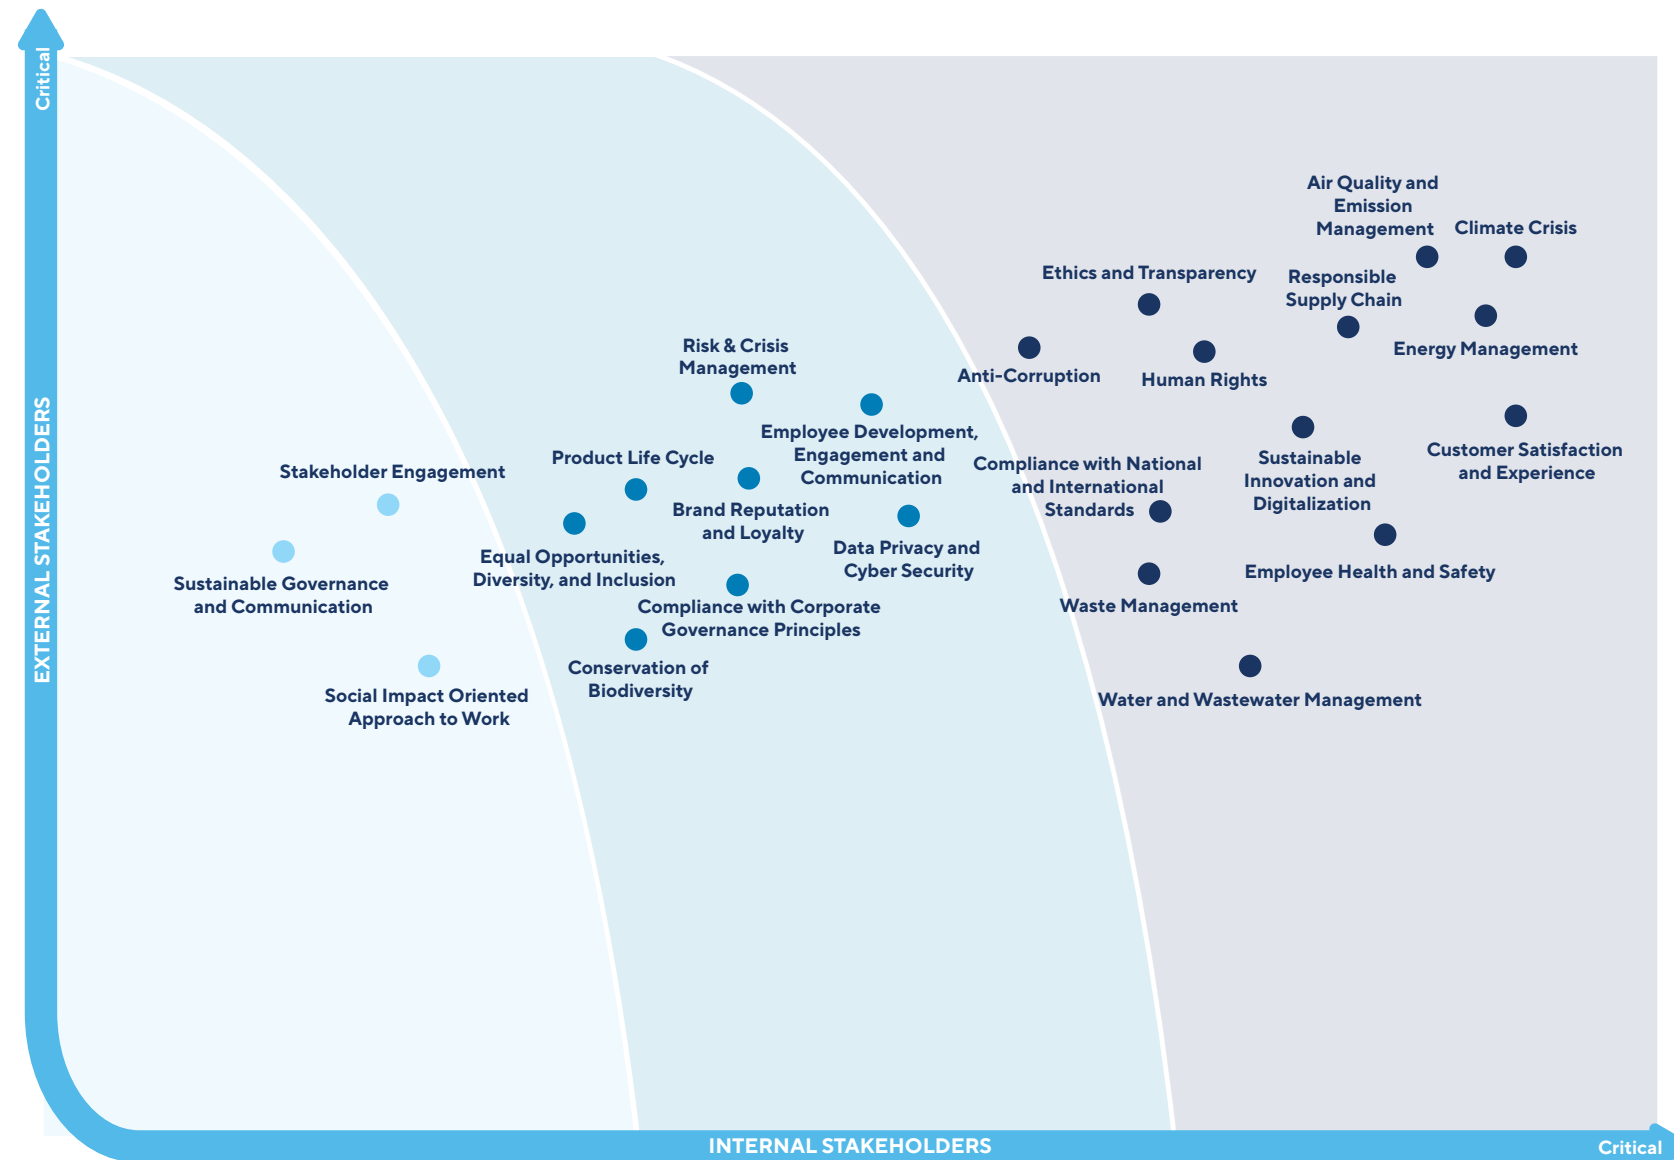 Critical
EXTERNAL STAKEHOLDERS
Air Quality and
Emission
Management
Climate Crisis
Ethics and Transparency
Responsible
Supply Chain
Risk & Crisis
Management
Anti-Corruption
Human Rights
Energy Management
Employee Development,
Engagement and
Communication
Product Life Cycle
Stakeholder Engagement
Compliance with National
and International
Standards
Sustainable
Innovation and
Digitalization
Customer Satisfaction
and Experience
Brand Reputation
and Loyalty
Data Privacy and
Cyber Security
Equal Opportunities,
Diversity, and Inclusion
Sustainable Governance
and Communication
Employee Health and Safety
Compliance with Corporate
Governance Principles
Waste Management
Conservation of
Biodiversity
Social Impact Oriented
Approach to Work
Water and Wastewater Management
INTERNAL STAKEHOLDERS
Critical